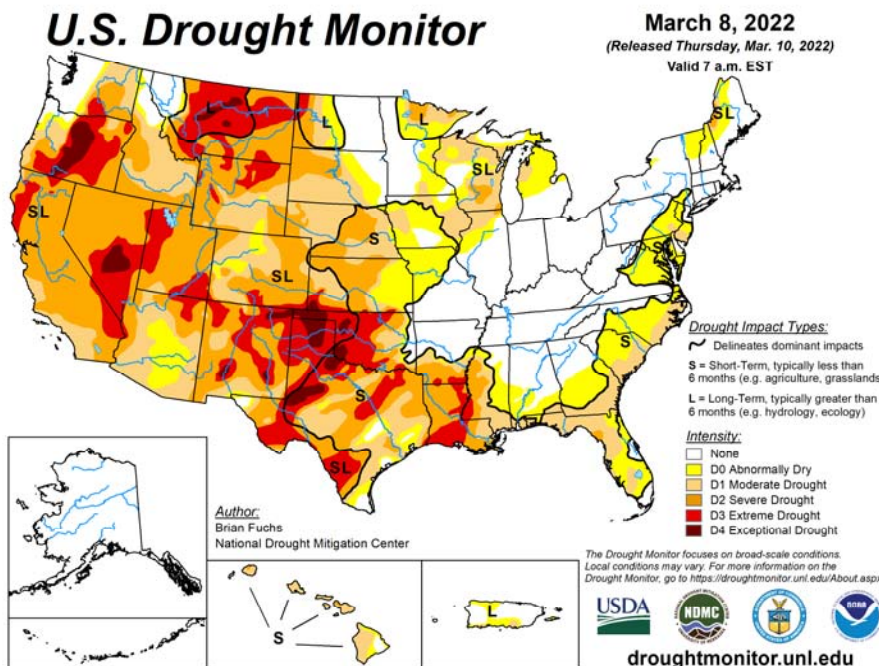 U.S. Drought Monitor
March 8, 2022
(Released Thursday, Mar. 10, 2022)
Valid 7 a.m. EST
L
L
L
SL
SL
SL
S
SL
S
SL
S
S
SL
Drought Impact Types:
Delineates dominant impacts
S = Short-Term, typically less than
6 months (e.g. agriculture, grasslands
L = Long-Term, typically greater than
6 months (e.g. hydrology, ecology)
Intensity:
None
D0 Abnormally Dry
D1 Moderate Drought
D2 Severe Drought
D3 Extreme Drought
D4 Exceptional Drought
Author:
Brian Fuchs
National Drought Mitigation Center
S
L
The Drought Monitor focuses on broad-scale conditions.
Local conditions may vary. For more information on the
Drought Monitor, go to https://droughtmonitor.unl.edu/About.aspx
USDA
NDMC
NOAA
droughtmonitor.unl.edu